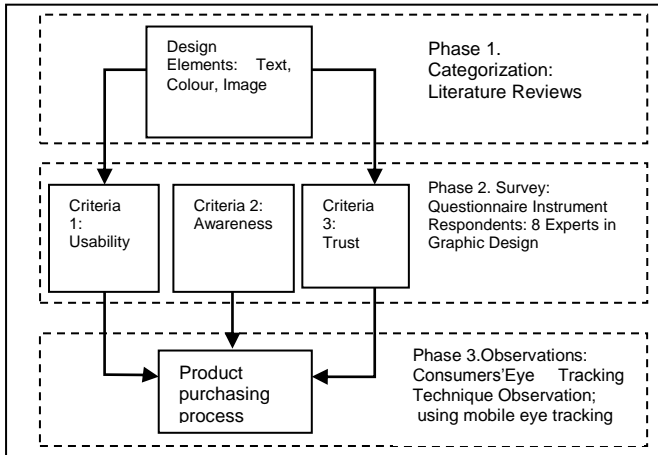 Design
Elements: Text,
Colour, Image
Phase 1.
Categorization:
Literature Reviews
Criteria
1:
Usability
Criteria 2:
Awareness
Criteria
3:
Trust
Phase 2. Survey:
Questionnaire Instrument
Respondents: 8 Experts in
Graphic Design
Product
purchasing
process
Phase 3.Observations:
Consumers'Eye Tracking
Technique Observation;
using mobile eye tracking